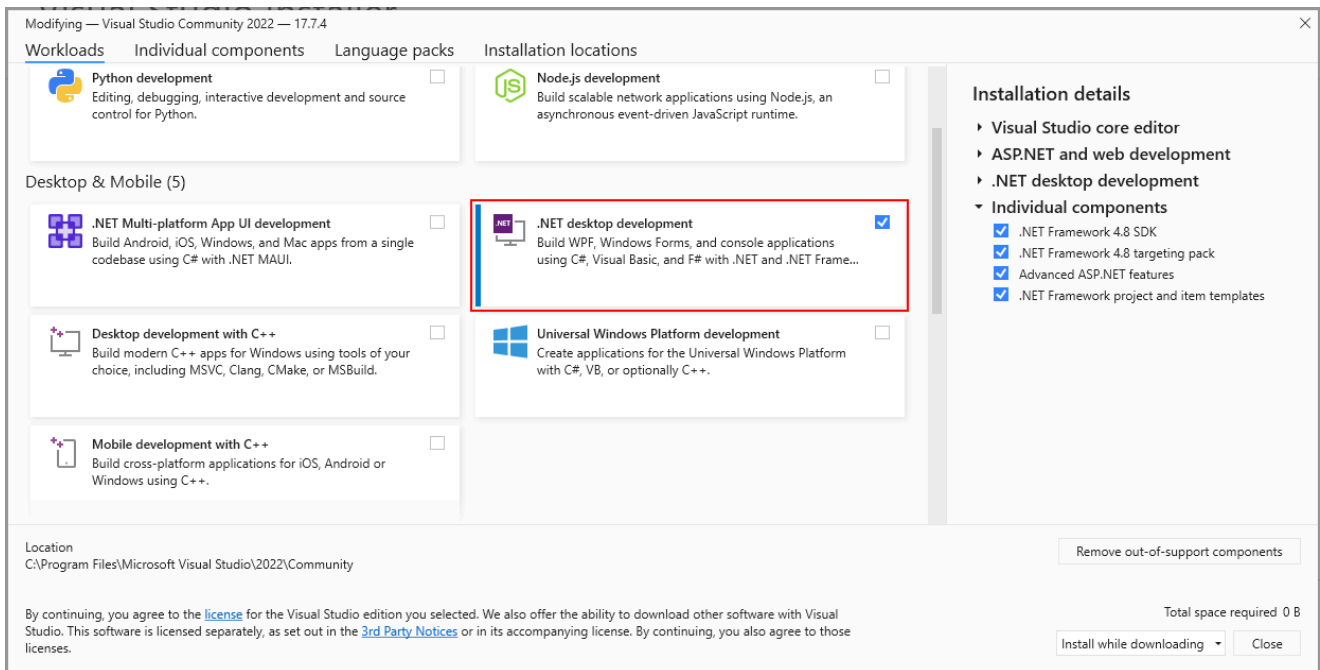 Visual Studio Installer
Modifying — Visual Studio Community 2022 — 17.7.4
Workloads
Individual components
Language packs
Installation locations
Python development
Editing, debugging, interactive development and source
control for Python.
JS
Node.js development
Build scalable network applications using Node.js, an
asynchronous event-driven JavaScript runtime.
Desktop & Mobile (5)
.NET Multi-platform App UI development
Build Android, iOS, Windows, and Mac apps from a single
codebase using C# with .NET MAUI.
.NET
.NET desktop development
Build WPF, Windows Forms, and console applications
using C#, Visual Basic, and F# with .NET and .NET Frame...
Desktop development with C++
Build modern C++ apps for Windows using tools of your
choice, including MSVC, Clang, CMake, or MSBuild.
Universal Windows Platform development
Create applications for the Universal Windows Platform
with C#, VB, or optionally C++.
Mobile development with C++
Build cross-platform applications for iOS, Android or
Windows using C++.
Installation details
Visual Studio core editor
ASP.NET and web development
.NET desktop development
Individual components
.NET Framework 4.8 SDK
.NET Framework 4.8 targeting pack
Advanced ASP.NET features
.NET Framework project and item templates
Location
C:\Program Files\Microsoft Visual Studio\2022\Community
Remove out-of-support components
By continuing, you agree to the license for the Visual Studio edition you selected. We also offer the ability to download other software with Visual
Studio. This software is licensed separately, as set out in the 3rd Party Notices or in its accompanying license. By continuing, you also agree to those
licenses.
Total space required 0 B
Install while downloading
Close